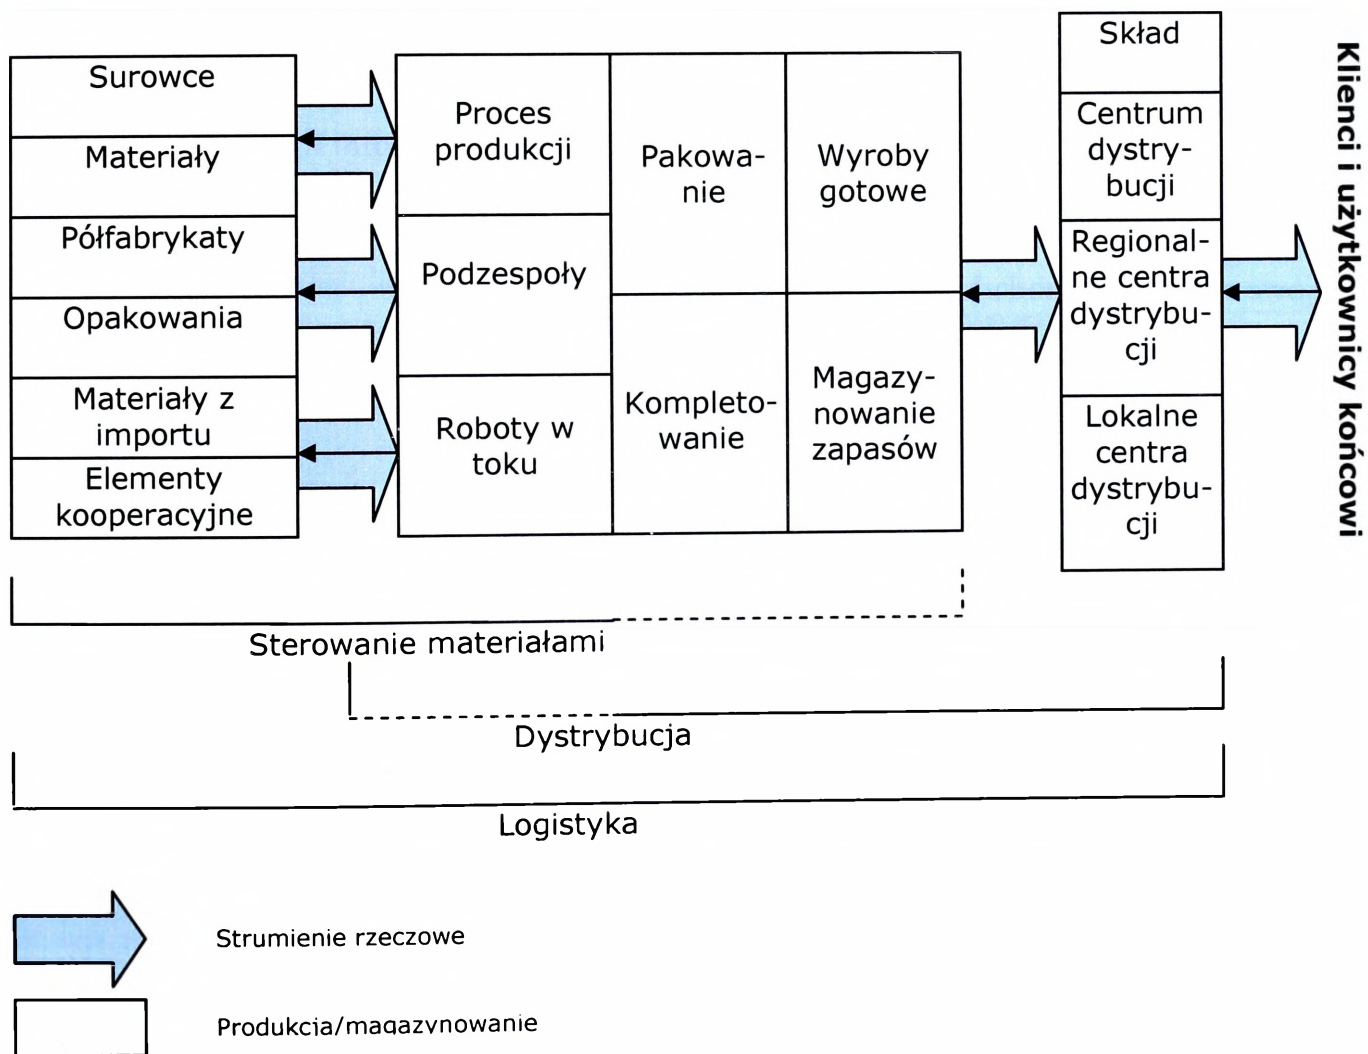 Surowce
Materiały
Półfabrykaty
Opakowania
Materiały z
importu
Elementy
kooperacyjne
Proces
produkcji
Podzespoły
Roboty w
toku
Pakowa-
nie
Kompleto-
wanie
Wyroby
gotowe
Magazy-
nowanie
zapasów
Skład
Centrum
dystry-
bucji
Regional-
ne centra
dystrybu-
cji
Lokalne
centra
dystrybu-
cji
Klienci i użytkownicy końcowi
Sterowanie materiałami
Dystrybucja
Logistyka
Strumienie rzeczowe
Produkcja/magazynowanie